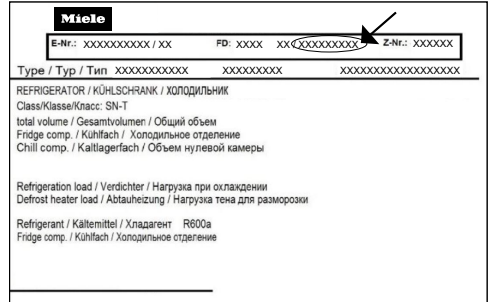 Miele
E-Nr.: XXXXXXXXXX / XX FD: XXXX XX XXXXXXXXX Z-Nr.: XXXXXX
Type / Typ / Тип XXXXXXXXXXX XXXXXXXXX XXXXXXXXXXXXXXXXXX
REFRIGERATOR / KÜHLSCHRANK / ХОЛОДИЛЬНИК
Class/Klasse/Класс: SN-T
total volume / Gesamtvolumen / Общий объем
Fridge comp. / Kühlfach / Холодильное отделение
Chill comp. / Kaltlagerfach / Объем нулевой камеры
Refrigeration load / Verdichter / Нагрузка при охлаждении
Defrost heater load / Abtauheizung / Нагрузка тена для разморозки
Refrigerant / Kältemittel / Хладагент R600a
Fridge comp. / Kühlfach / Холодильное отделение